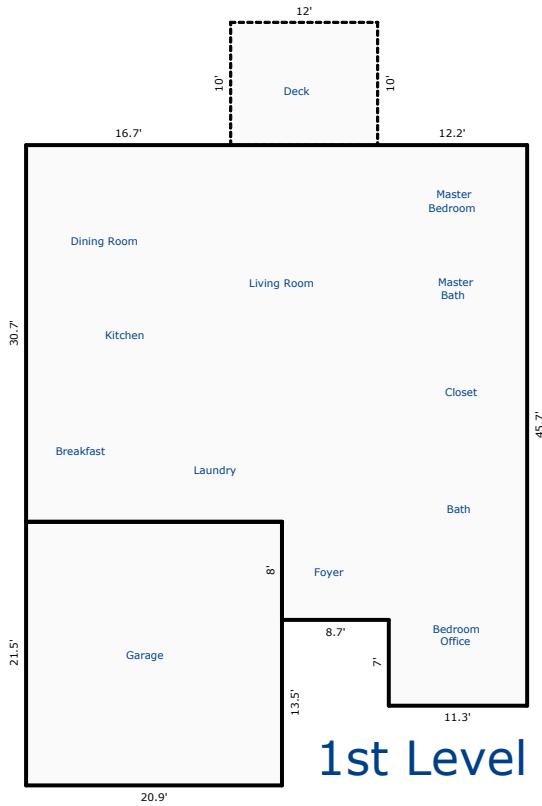 12'
10'
Deck
10'
16.7'
12.2'
Master
Bedroom
Dining Room
Living Room
Master
Bath
30.7'
Kitchen
Closet
45.7'
Breakfast
Laundry
Bath
8'
Foyer
8.7'
Bedroom
Office
21.5'
Garage
7'
13.5'
11.3'
1st Level
20.9'